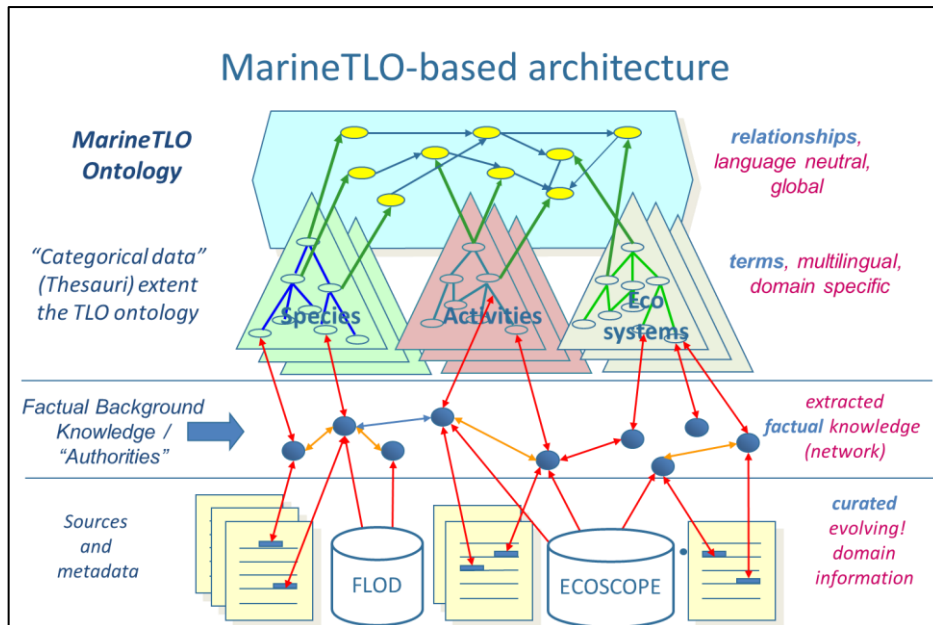 MarineTLO-based architecture
MarineTLO
Ontology
relationships,
language neutral,
global
“Categorical data”
(Thesauri) extent
the TLO ontology
Species
Activities
Eco
systems
terms, multilingual,
domain specific
Factual Background
Knowledge /
“Authorities”
extracted
factual knowledge
(network)
Sources
and
metadata
FLOD
ECOSCOPE
curated
evolving!
domain
information